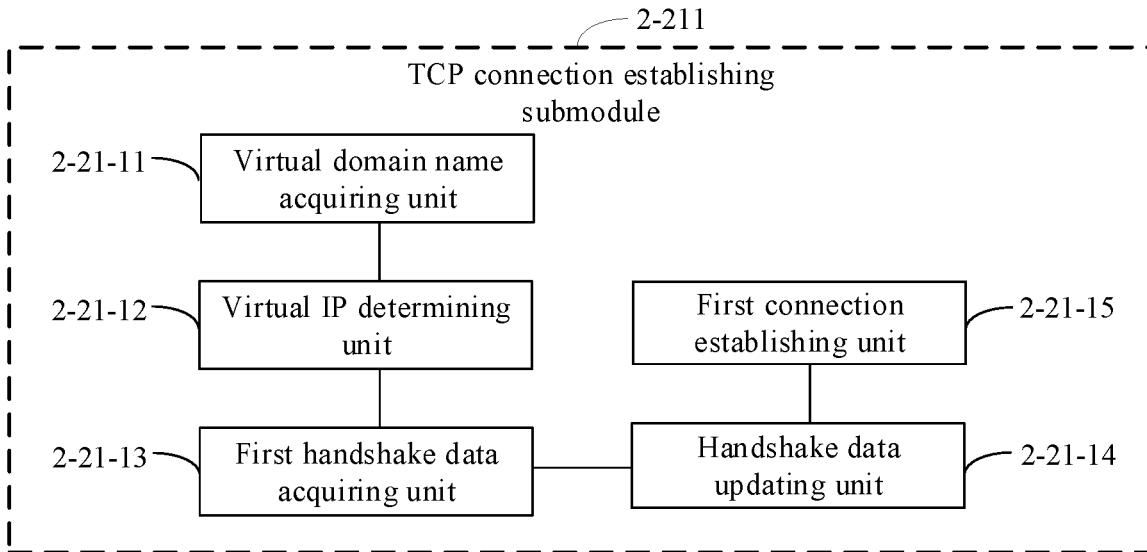 2-211
TCP connection establishing
submodule
2-21-11
Virtual domain name
acquiring unit
2-21-12
Virtual IP determining
unit
First connection
establishing unit
2-21-15
2-21-13
First handshake data
acquiring unit
Handshake data
updating unit
2-21-14